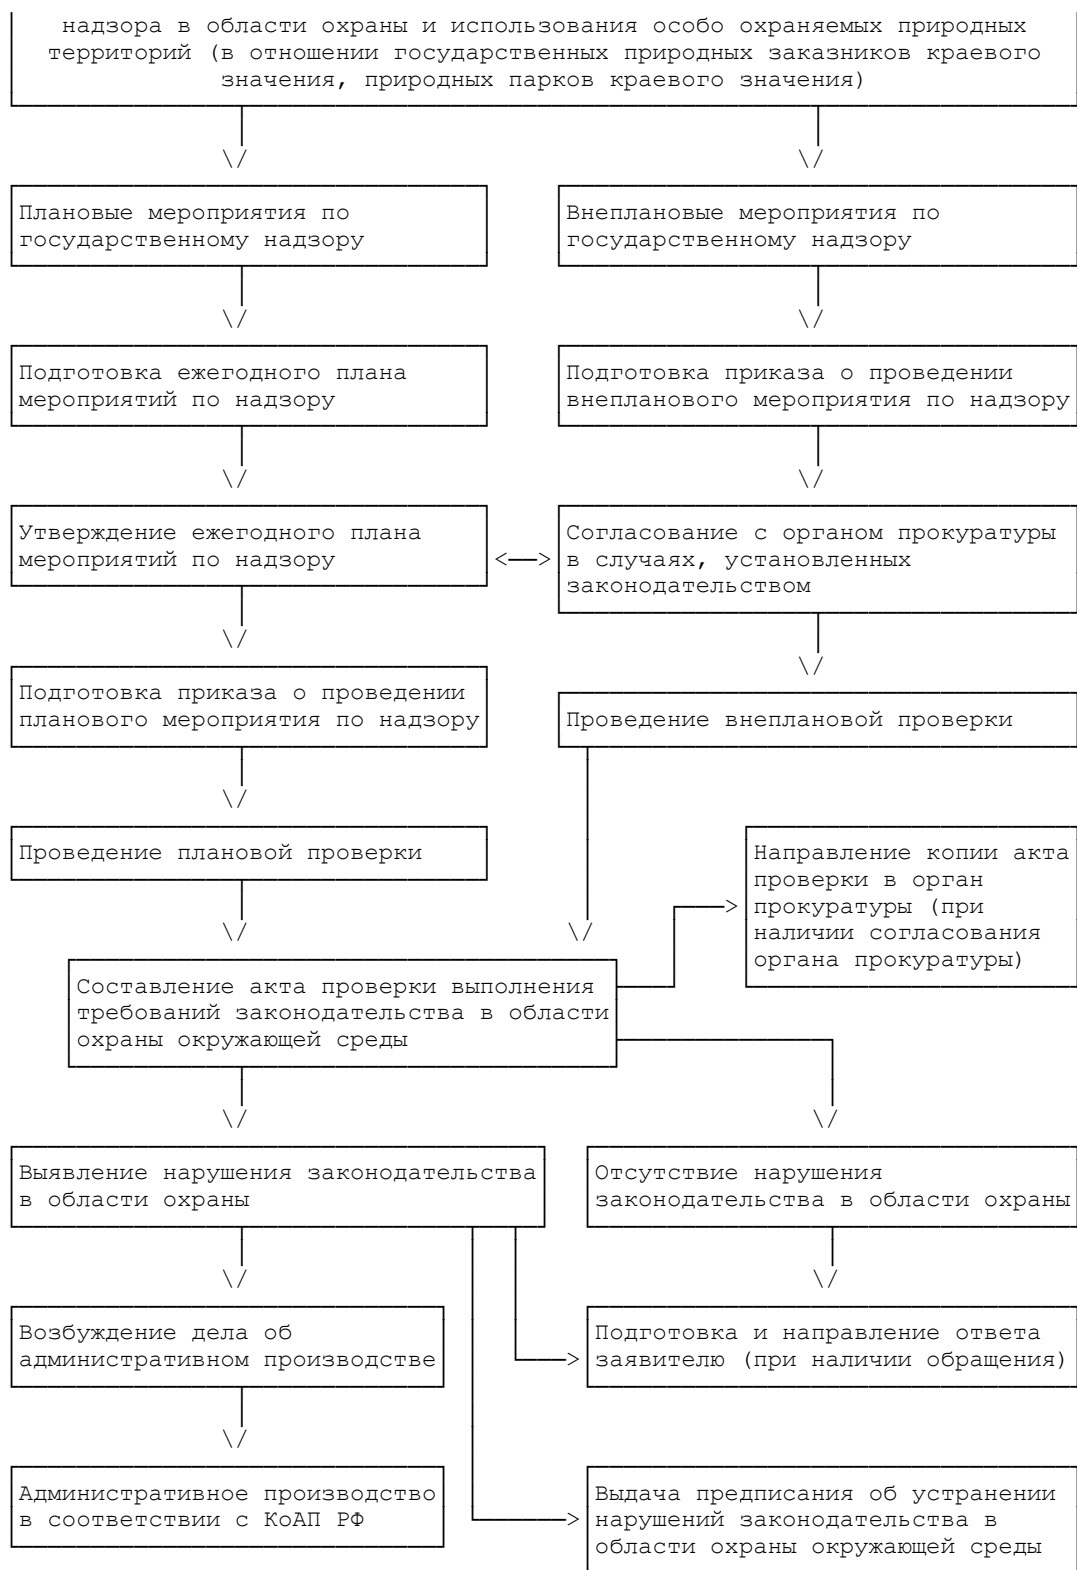 надзора в области охраны и использования особо охраняемых природных
территорий (в отношении государственных природных заказников краевого
значения, природных парков краевого значения)
Плановые мероприятия по
государственному надзору
Внеплановые мероприятия по
государственному надзору
Подготовка ежегодного плана
мероприятий по надзору
Подготовка приказа о проведении
внепланового мероприятия по надзору
Утверждение ежегодного плана
мероприятий по надзору
Согласование с органом прокуратуры
в случаях, установленных
законодательством
Подготовка приказа о проведении
планового мероприятия по надзору
Проведение внеплановой проверки
Проведение плановой проверки
Направление копии акта
проверки в орган
прокуратуры (при
наличии согласования
органа прокуратуры)
Составление акта проверки выполнения
требований законодательства в области
охраны окружающей среды
Выявление нарушения законодательства
в области охраны
Отсутствие нарушения
законодательства в области охраны
Возбуждение дела об
административном производстве
Подготовка и направление ответа
заявителю (при наличии обращения)
Административное производство
в соответствии с КоАП РФ
Выдача предписания об устранении
нарушений законодательства в
области охраны окружающей среды